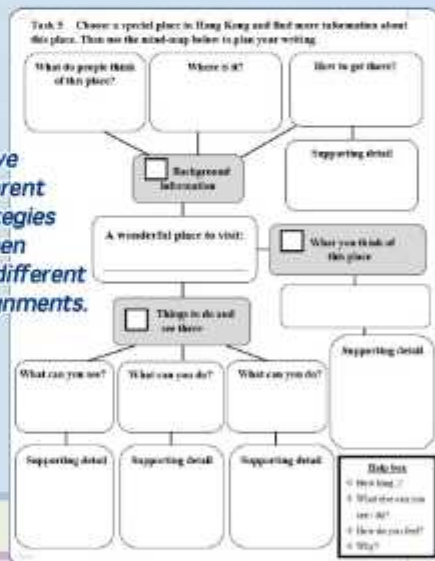 Task 5 Choose a special place in Hong Kong and find more information about
this place. Then use the mind-map below to plan your writing.
What do people think
of this place?
Where is it?
How to get there?
Supporting detail
Background
Information
A wonderful place to visit:
What you think of
this place
Things to do and
see there
Supporting detail
What can you see?
What can you do?
What can you do?
Supporting detail
Supporting detail
Supporting detail
Help box
How long..?
What else can you
see / do?
How do you feel?
Why?
ve
erent
tegies
en
different
gnments.